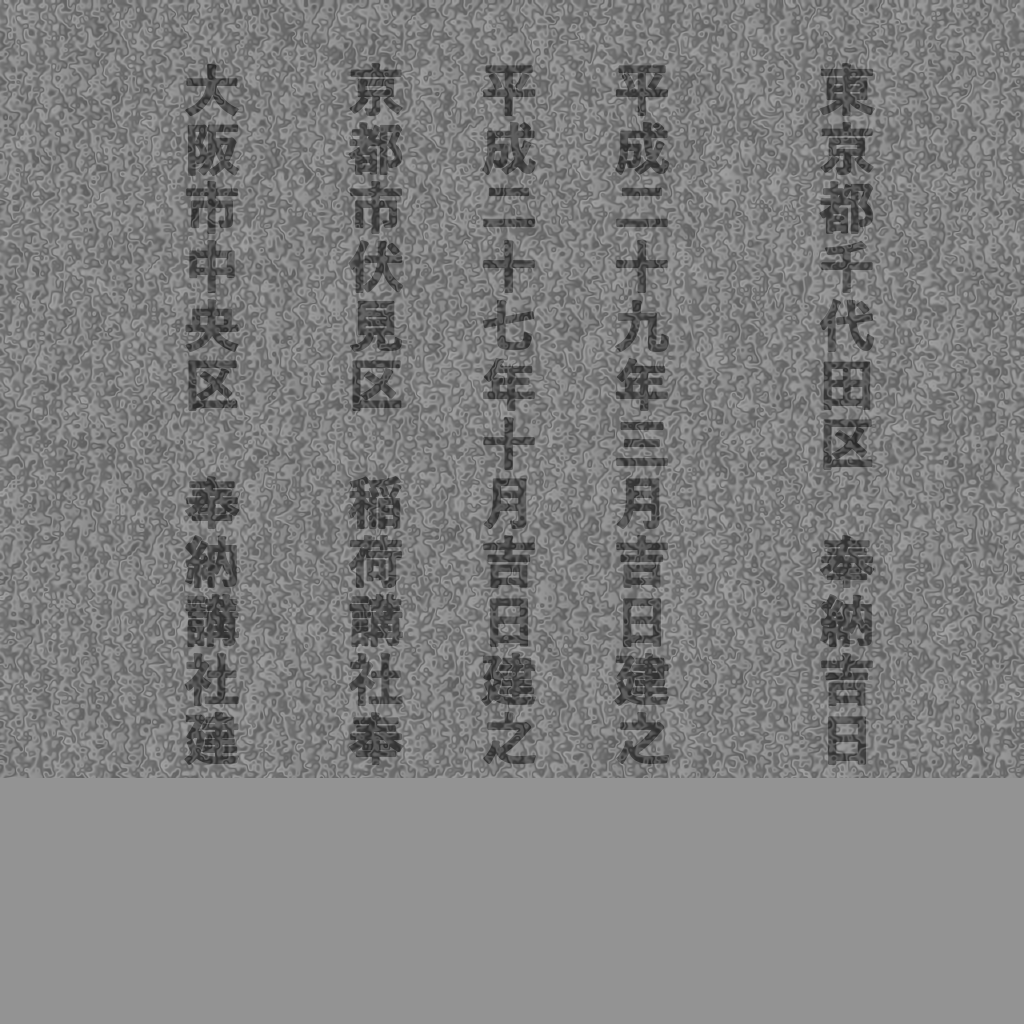 東京都千代田区　奉納吉日
平成二十九年三月吉日建之
平成二十七年十月吉日建之
京都市伏見区　稲荷講社奉
大阪市中央区　奉納講社建